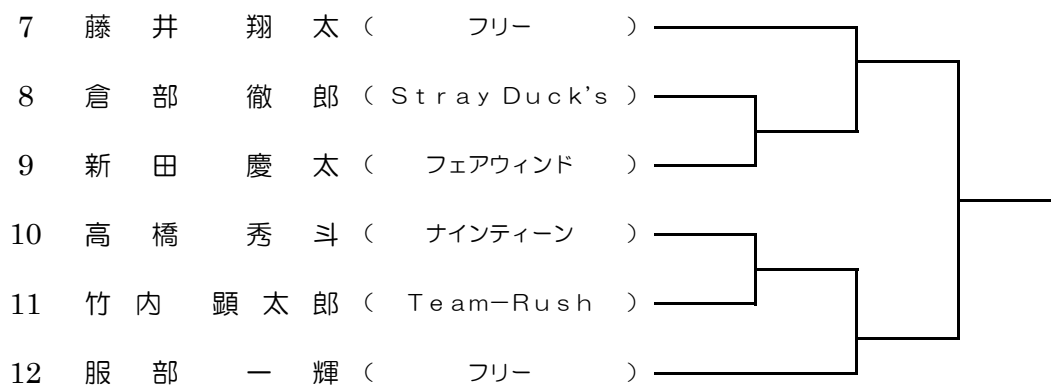 7 藤井 翔太 ( フリー )
8 倉部 徹郎 ( Stray Duck's )
9 新田 慶太 ( フェアウィンド )
10 高橋 秀斗 ( ナインティーン )
11 竹内 顕太郎 ( Team−Rush )
12 服部 一輝 ( フリー )